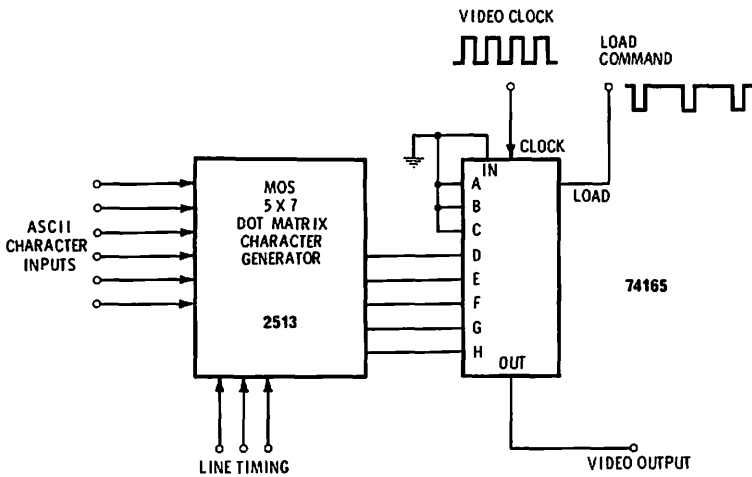 VIDEO CLOCK
LOAD
COMMAND
CLOCK
IN
LOAD
A
B
C
D
E
F
G
H
OUT
MOS
5 X 7
DOT MATRIX
CHARACTER
GENERATOR
2513
ASCII
CHARACTER
INPUTS
74165
LINE TIMING
VIDEO OUTPUT